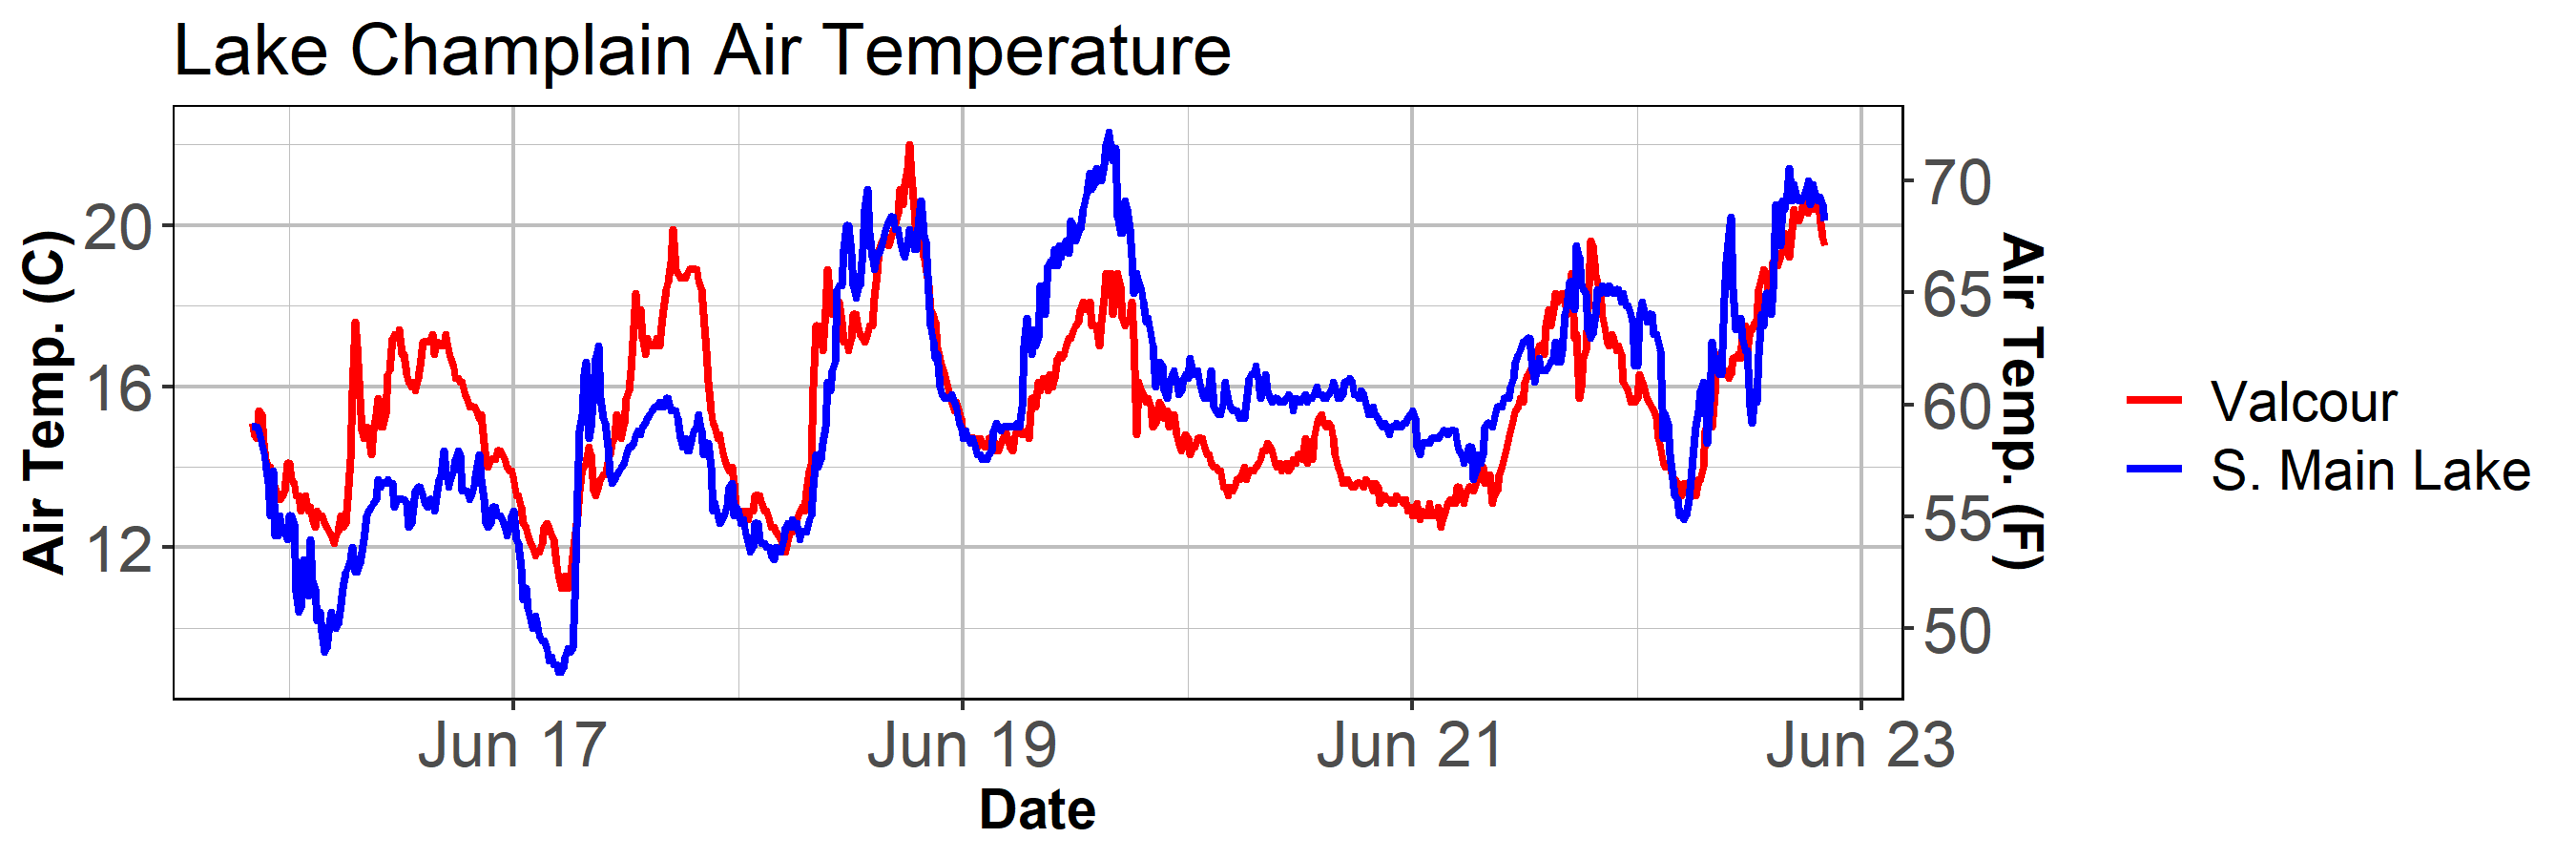 Lake Champlain Air Temperature
Air Temp. (C)
20
16
12
70
65
60
55
50
Air Temp. (F)
Jun 17 Jun 19 Jun 21 Jun 23
Date
Valcour
S. Main Lake